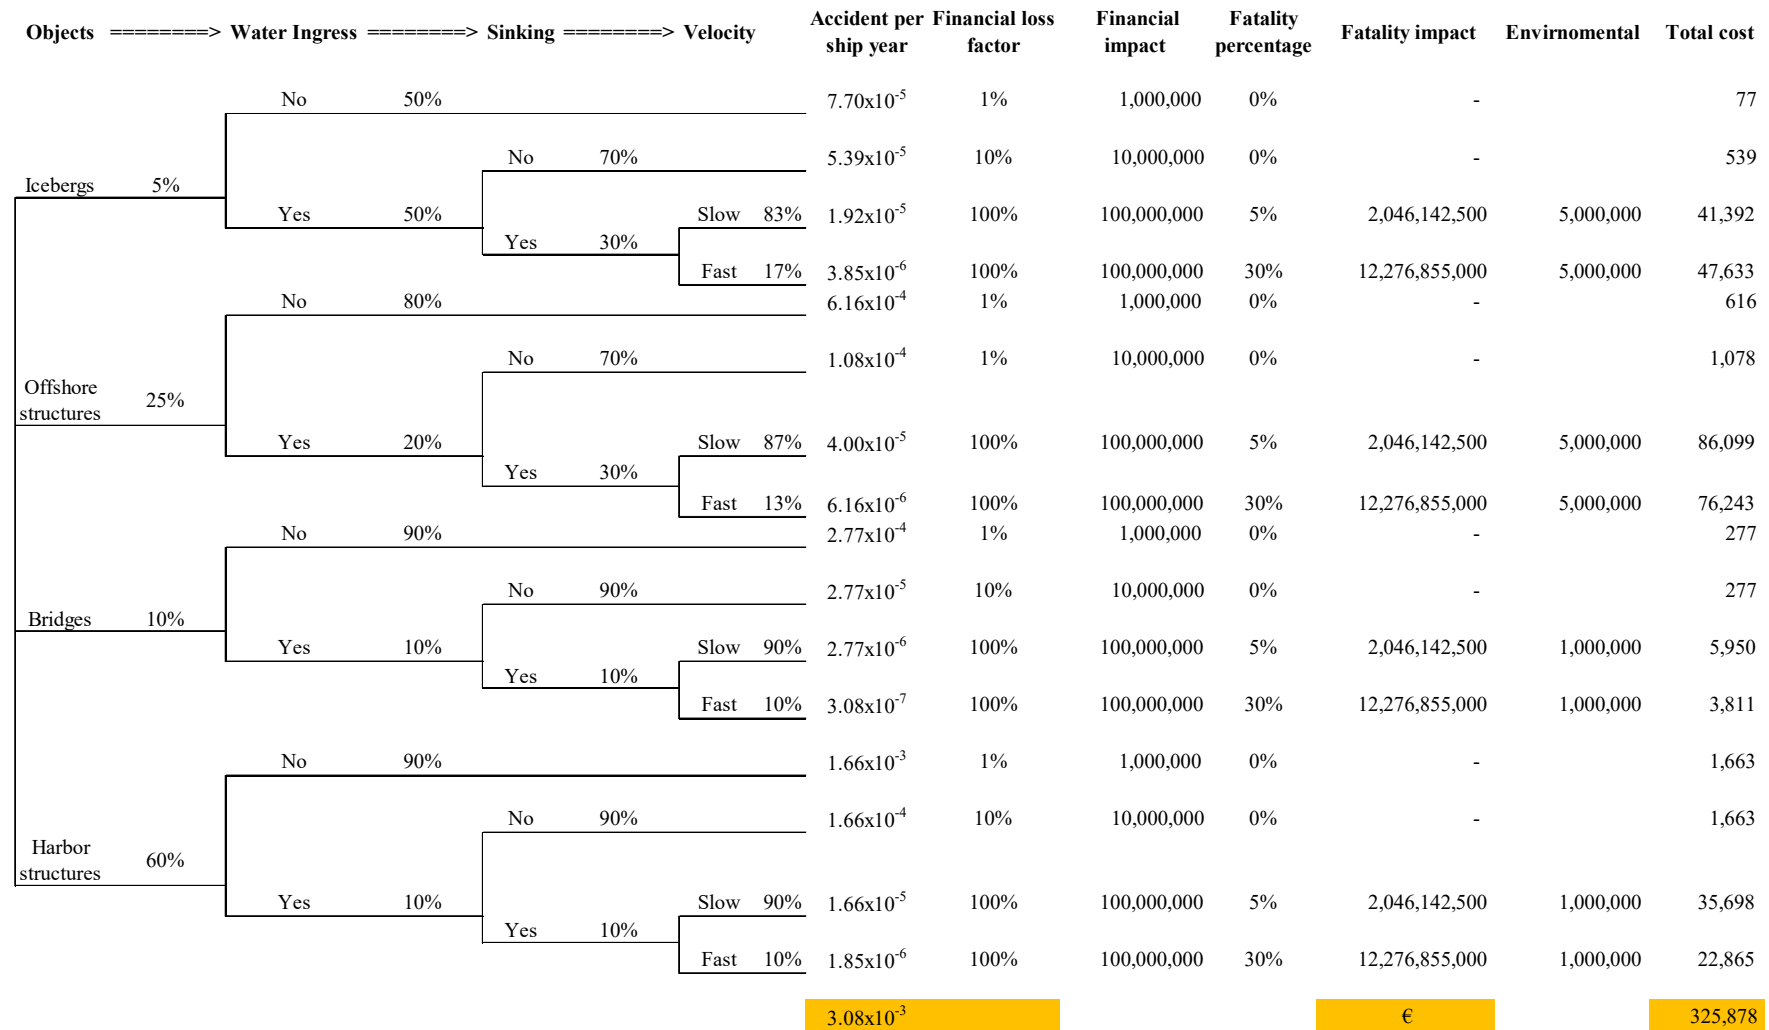 Objects ========> Water Ingress ========> Sinking ========> Velocity Accident per ship year Financial loss factor Financial impact Fatality percentage Fatality impact Envirnomental Total cost
No 50% 7.70x10⁻⁵ 1% 1,000,000 0% - 77
No 70% 5.39x10⁻⁵ 10% 10,000,000 0% - 539
Icebergs 5%
Yes 50% Slow 83% 1.92x10⁻⁵ 100% 100,000,000 5% 2,046,142,500 5,000,000 41,392
Yes 30%
Fast 17% 3.85x10⁻⁶ 100% 100,000,000 30% 12,276,855,000 5,000,000 47,633
No 80% 6.16x10⁻⁴ 1% 1,000,000 0% - 616
No 70% 1.08x10⁻⁴ 1% 10,000,000 0% - 1,078
Offshore
structures 25%
Yes 20% Slow 87% 4.00x10⁻⁵ 100% 100,000,000 5% 2,046,142,500 5,000,000 86,099
Yes 30%
Fast 13% 6.16x10⁻⁶ 100% 100,000,000 30% 12,276,855,000 5,000,000 76,243
No 90% 2.77x10⁻⁴ 1% 1,000,000 0% - 277
No 90% 2.77x10⁻⁵ 10% 10,000,000 0% - 277
Bridges 10%
Yes 10% Slow 90% 2.77x10⁻⁶ 100% 100,000,000 5% 2,046,142,500 1,000,000 5,950
Yes 10%
Fast 10% 3.08x10⁻⁷ 100% 100,000,000 30% 12,276,855,000 1,000,000 3,811
No 90% 1.66x10⁻³ 1% 1,000,000 0% - 1,663
No 90% 1.66x10⁻⁴ 10% 10,000,000 0% - 1,663
Harbor
structures 60%
Yes 10% Slow 90% 1.66x10⁻⁵ 100% 100,000,000 5% 2,046,142,500 1,000,000 35,698
Yes 10%
Fast 10% 1.85x10⁻⁶ 100% 100,000,000 30% 12,276,855,000 1,000,000 22,865
3.08x10⁻³ € 325,878